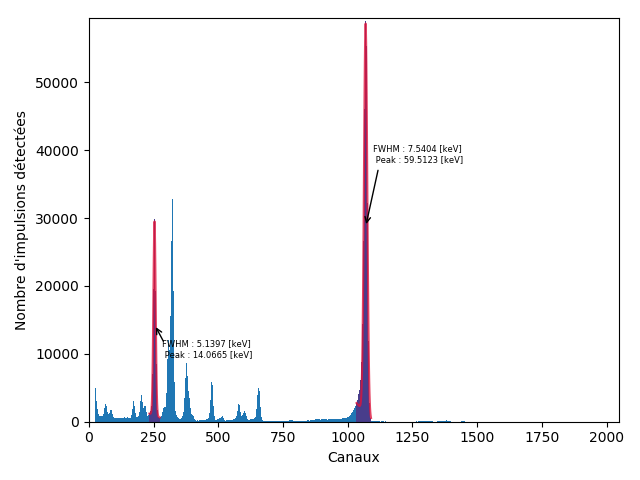 50000
40000
30000
20000
10000
0
Nombre d'impulsions détectées
FWHM : 7.5404 [keV]
Peak : 59.5123 [keV]
FWHM : 5.1397 [keV]
Peak : 14.0665 [keV]
0 250 500 750 1000 1250 1500 1750 2000
Canaux